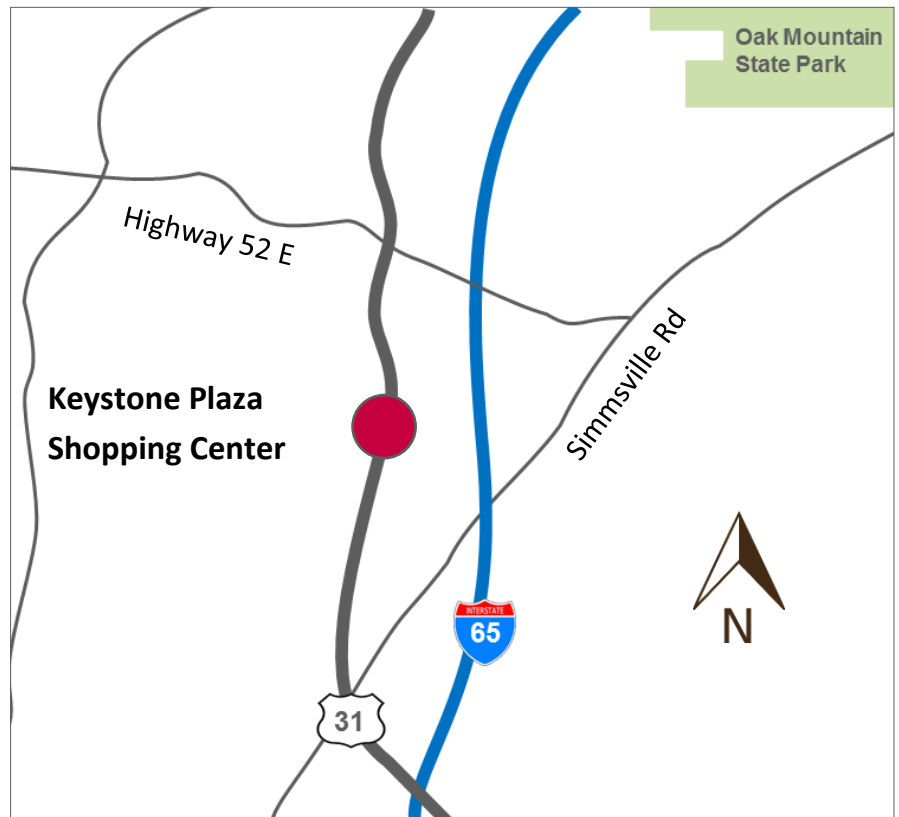 Oak Mountain
State Park
Highway 52 E
Simmsville Rd
Keystone Plaza
Shopping Center
INTERSTATE
65
N
31